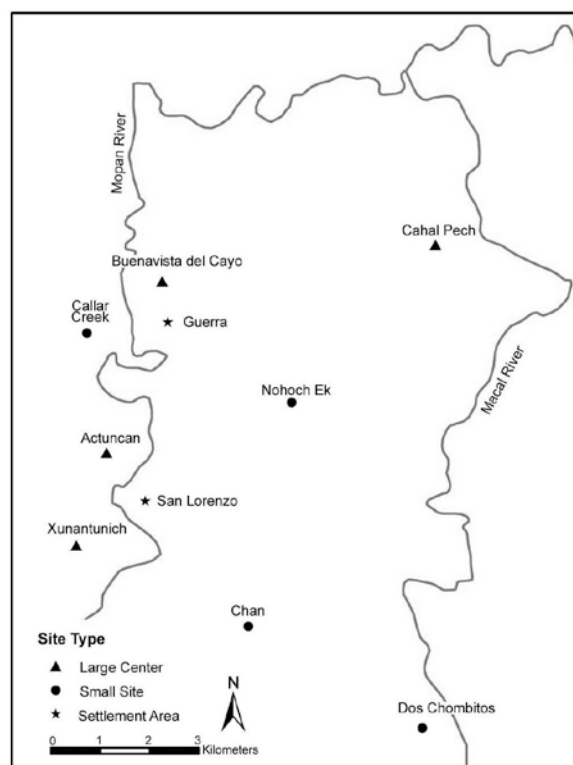 Mopan River
Cahal Pech
Buenavista del Cayo
Callar
Creek
Guerra
Macal River
Nohoch Ek
Actuncan
San Lorenzo
Xunantunich
Chan
Site Type
Large Center
Small Site
Settlement Area
N
Dos Chombitos
0 1 2 3
Kilometers